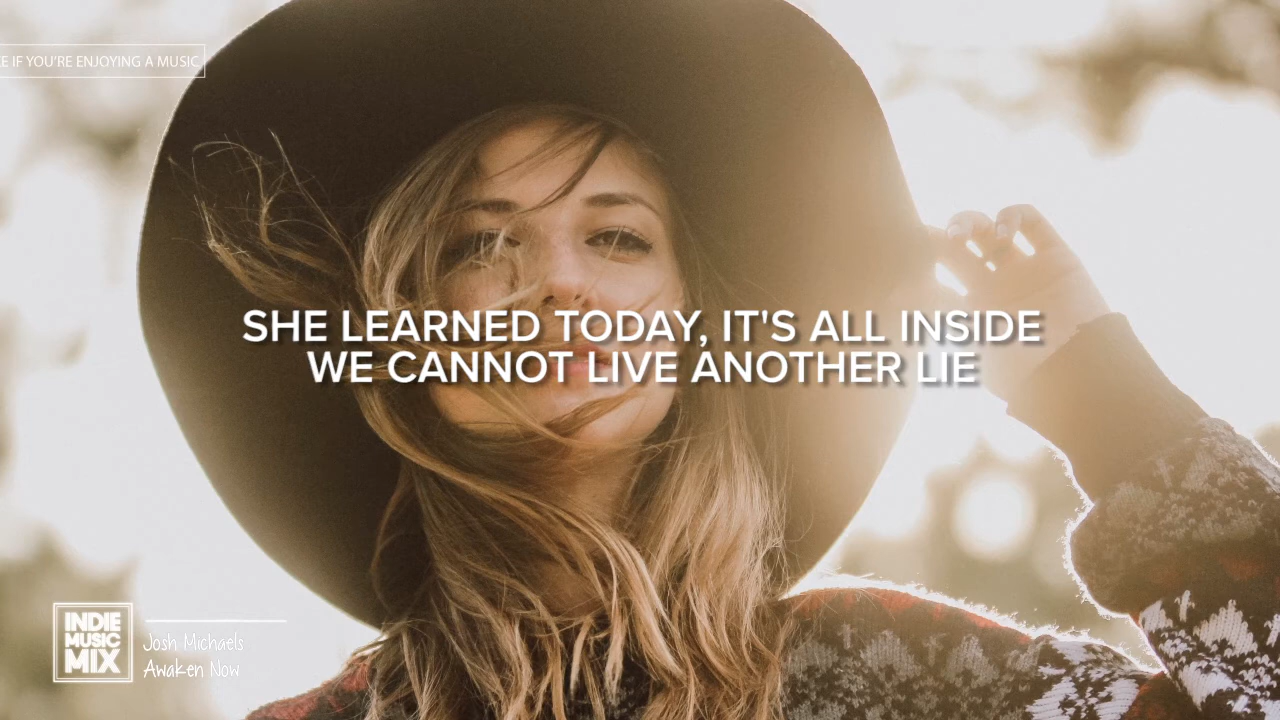 E IF YOU'RE ENJOYING A MUSIC
SHE LEARNED TODAY, IT'S ALL INSIDE
WE CANNOT LIVE ANOTHER LIE
INDIE
MUSIC
MIX
Josh Michaels
Awaken Now